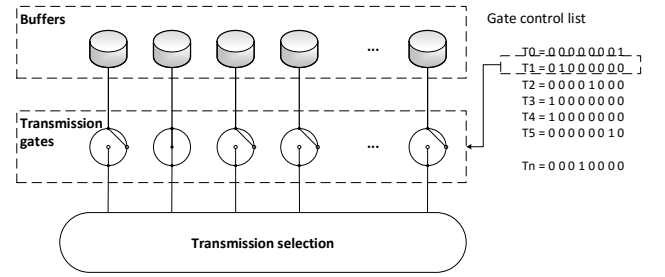 Buffers
Gate control list
...
T0 = 0 0 0 0 0 0 0 1
T1 = 0 1 0 0 0 0 0 0
T2 = 0 0 0 0 1 0 0 0
T3 = 1 0 0 0 0 0 0 0
T4 = 1 0 0 0 0 0 0 0
T5 = 0 0 0 0 0 0 1 0
Tn = 0 0 0 1 0 0 0 0
Transmission
gates
...
Transmission selection